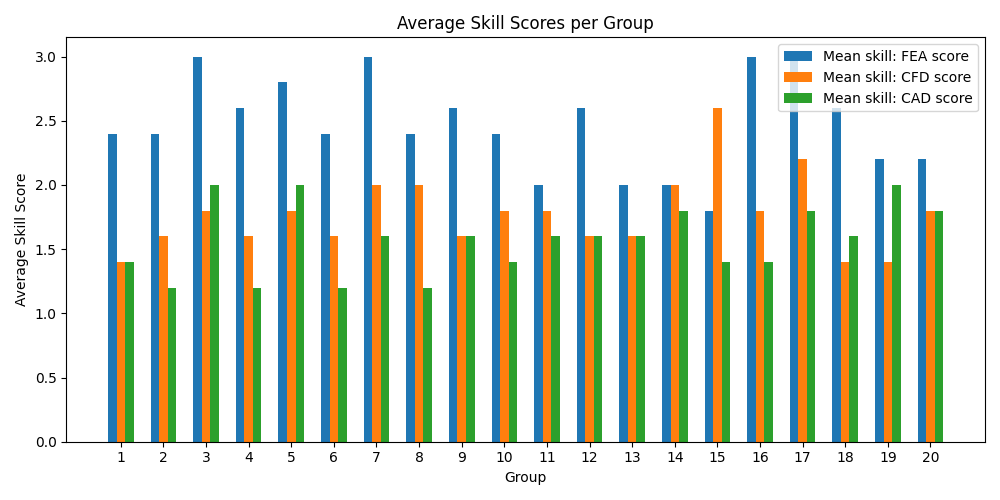 Average Skill Scores per Group
Mean skill: FEA score
Mean skill: CFD score
Mean skill: CAD score
Average Skill Score
3.0
2.5
2.0
1.5
1.0
0.5
0.0
1 2 3 4 5 6 7 8 9 10 11 12 13 14 15 16 17 18 19 20
Group